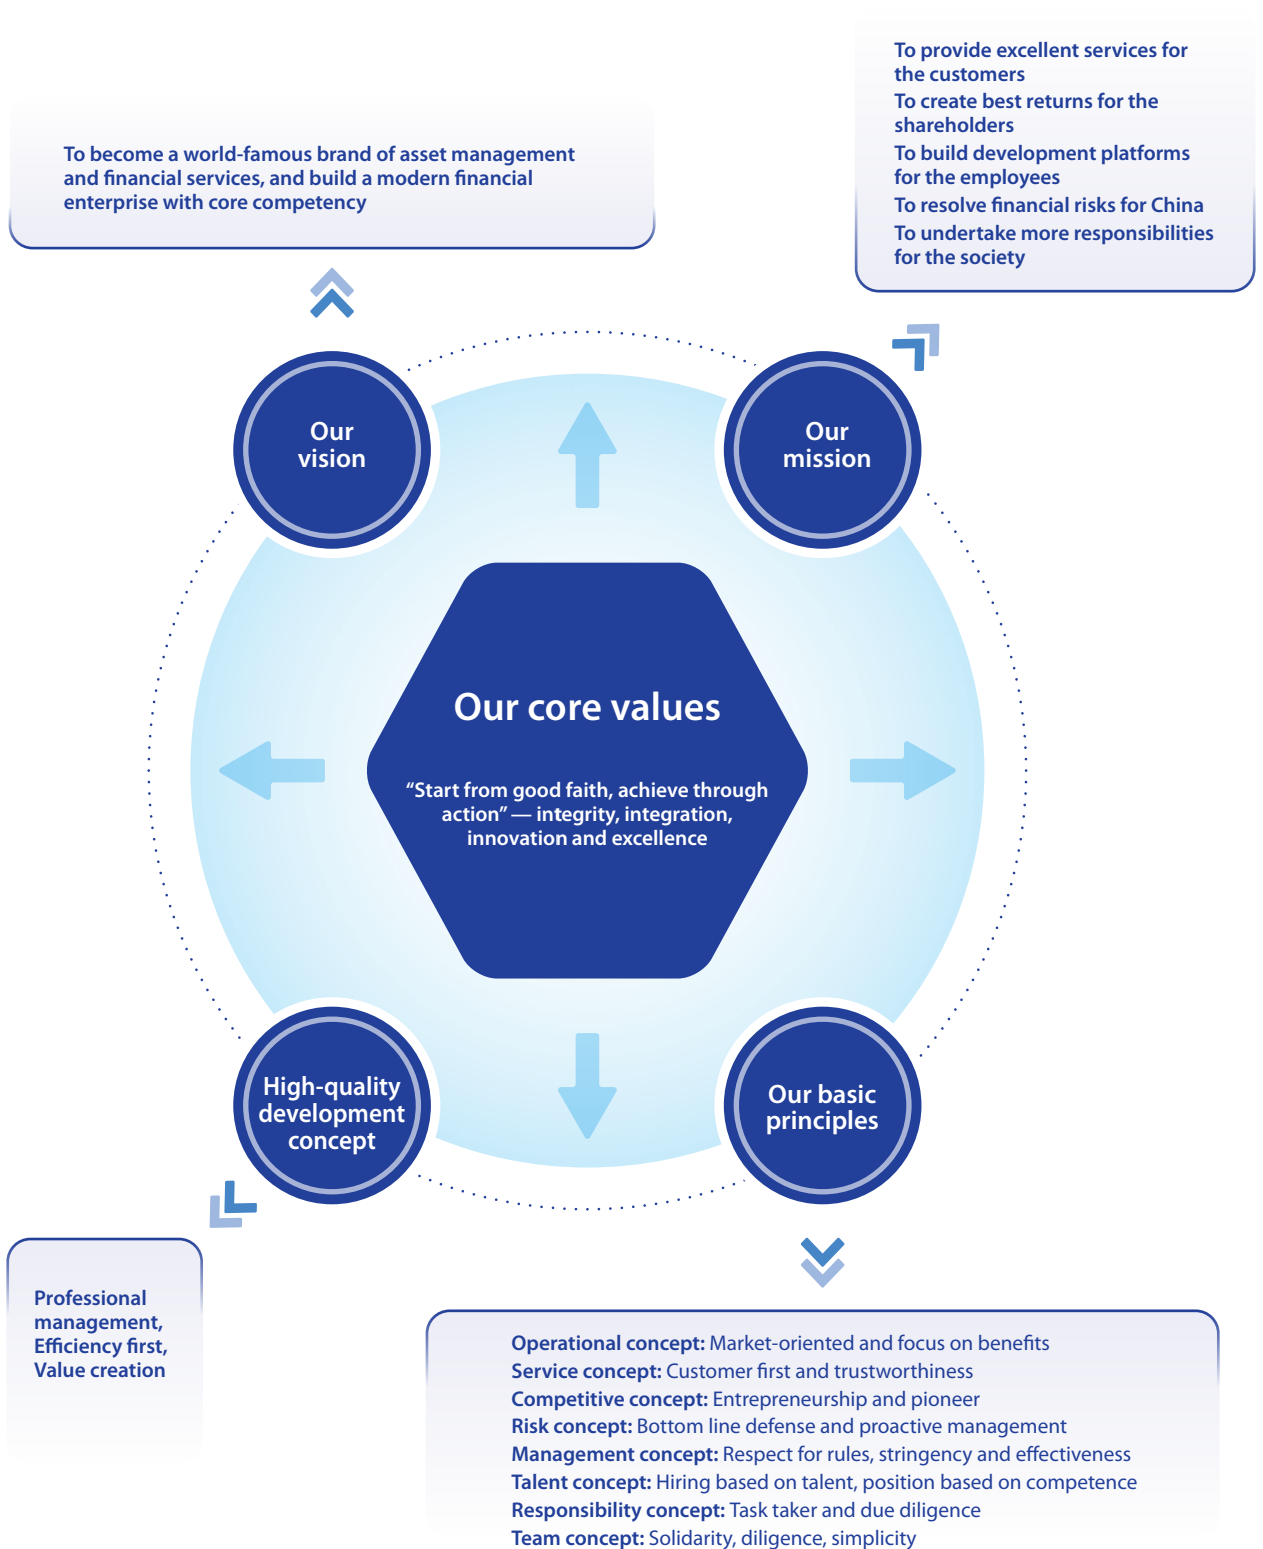 To provide excellent services for
the customers
To create best returns for the
shareholders
To build development platforms
for the employees
To resolve financial risks for China
To undertake more responsibilities
for the society
To become a world-famous brand of asset management
and financial services, and build a modern financial
enterprise with core competency
Our
vision
Our
mission
Our core values
“Start from good faith, achieve through
action” — integrity, integration,
innovation and excellence
High-quality
development
concept
Our basic
principles
Professional
management,
Efficiency first,
Value creation
Operational concept: Market-oriented and focus on benefits
Service concept: Customer first and trustworthiness
Competitive concept: Entrepreneurship and pioneer
Risk concept: Bottom line defense and proactive management
Management concept: Respect for rules, stringency and effectiveness
Talent concept: Hiring based on talent, position based on competence
Responsibility concept: Task taker and due diligence
Team concept: Solidarity, diligence, simplicity